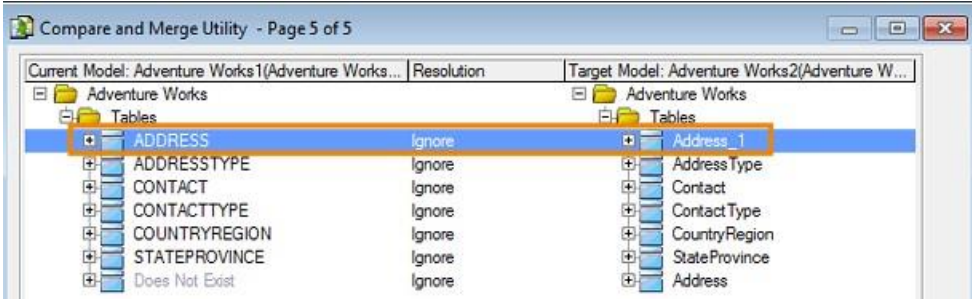 Compare and Merge Utility - Page 5 of 5
Current Model: Adventure Works1(Adventure Works... Resolution Target Model: Adventure Works2(Adventure W...
Adventure Works Adventure Works
Tables Tables
ADDRESS Ignore Address_1
ADDRESSTYPE Ignore AddressType
CONTACT Ignore Contact
CONTACTTYPE Ignore ContactType
COUNTRYREGION Ignore CountryRegion
STATEPROVINCE Ignore StateProvince
Does Not Exist Ignore Address